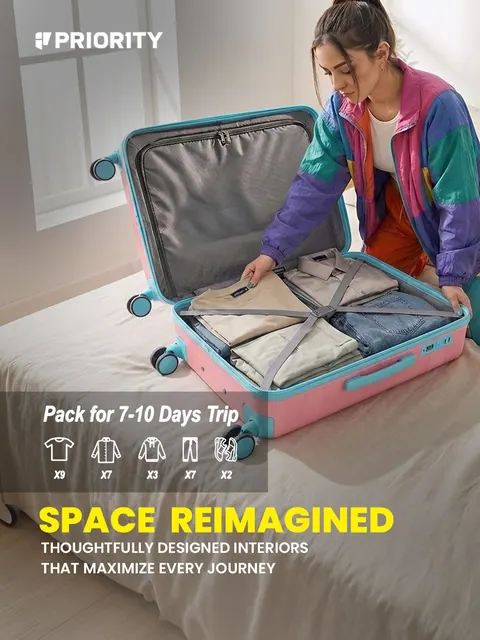 PRIOR1TY
Pack for 7-10 Days Trip
X9 X7 X3 X7 X2
SPACE REIMAGINED
THOUGHTFULLY DESIGNED INTERIORS
THAT MAXIMIZE EVERY JOURNEY